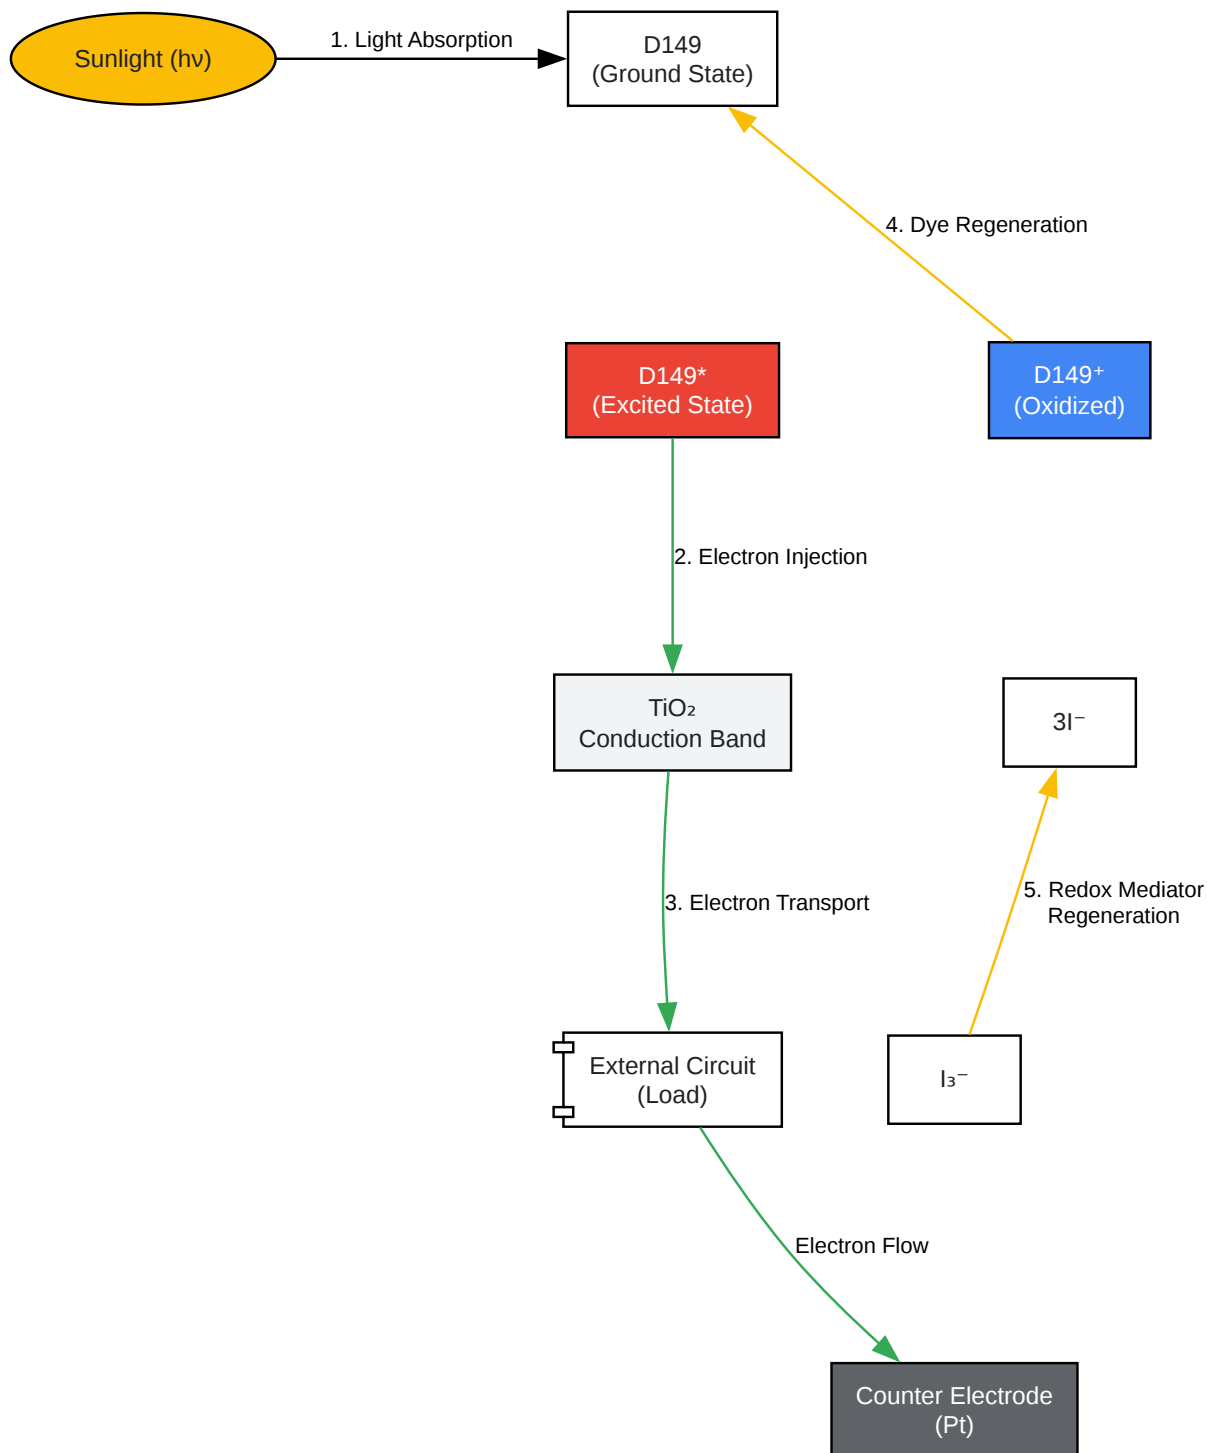 Sunlight (hν)
1. Light Absorption
D149
(Ground State)
4. Dye Regeneration
D149*
(Excited State)
D149⁺
(Oxidized)
2. Electron Injection
TiO₂
Conduction Band
3I⁻
3. Electron Transport
5. Redox Mediator
Regeneration
External Circuit
(Load)
I₃⁻
Electron Flow
Counter Electrode
(Pt)